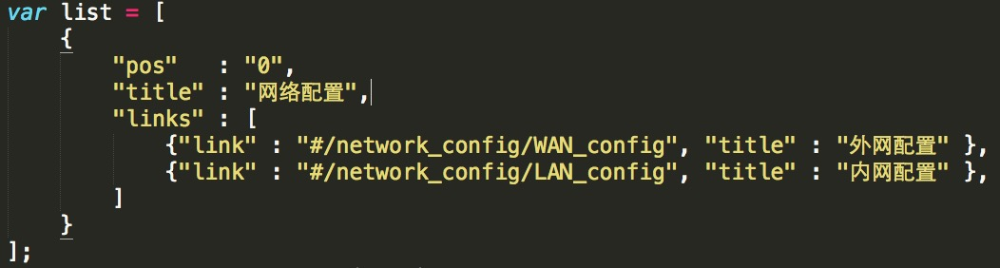 var list = [
    {
        "pos"   : "0",
        "title" : "网络配置",
        "links" : [
            {"link" : "#/network_config/WAN_config", "title" : "外网配置" },
            {"link" : "#/network_config/LAN_config", "title" : "内网配置" },
        ]
    }
];